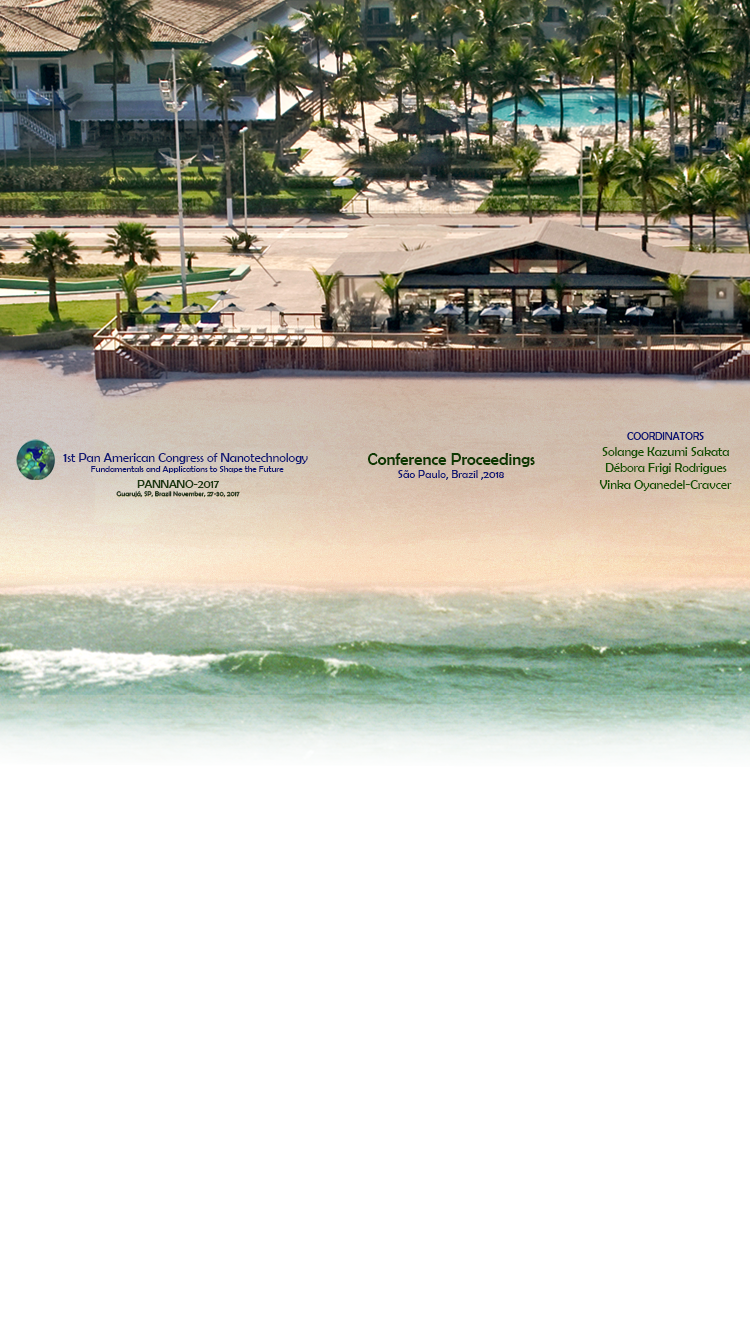 1st Pan American Congress of Nanotechnology
Fundamentals and Applications to Shape the Future
PANNANO-2017
Guarujá, SP, Brazil November, 27-30, 2017
Conference Proceedings
São Paulo, Brazil ,2018
COORDINATORS
Solange Kazumi Sakata
Débora Frigi Rodrigues
Vinka Oyanedel-Cravcer